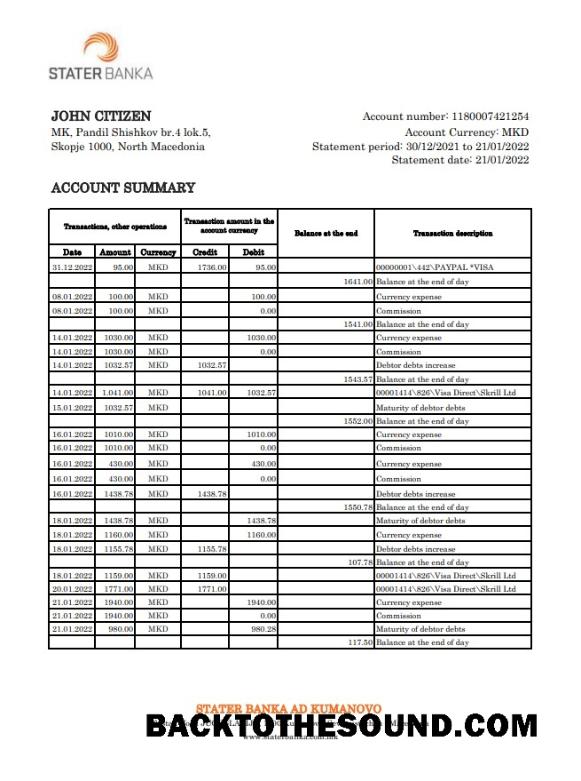 STATER BANKA
JOHN CITIZEN
MK, Pandil Shishkov br.4 lok.5,
Skopje 1000, North Macedonia
Account number: 1180007421254
Account Currency: MKD
Statement period: 30/12/2021 to 21/01/2022
Statement date: 21/01/2022
ACCOUNT SUMMARY
Transactions, other operations Transaction amount in the account currency Balance at the end Transaction description
Date Amount Currency Credit Debit
31.12.2022 95.00 MKD 1736.00 95.00 00000001\442\PAYPAL *VISA
1641.00 Balance at the end of day
08.01.2022 100.00 MKD 100.00 Currency expense
08.01.2022 100.00 MKD 0.00 Commission
1541.00 Balance at the end of day
14.01.2022 1030.00 MKD 1030.00 Currency expense
14.01.2022 1030.00 MKD 0.00 Commission
14.01.2022 1032.57 MKD 1032.57 Debtor debts increase
1543.57 Balance at the end of day
14.01.2022 1.041.00 MKD 1041.00 1032.57 00001414\826\Visa Direct\Skrill Ltd
15.01.2022 1032.57 MKD Maturity of debtor debts
1552.00 Balance at the end of day
16.01.2022 1010.00 MKD 1010.00 Currency expense
16.01.2022 1010.00 MKD 0.00 Commission
16.01.2022 430.00 MKD 430.00 Currency expense
16.01.2022 430.00 MKD 0.00 Commission
16.01.2022 1438.78 MKD 1438.78 Debtor debts increase
1550.78 Balance at the end of day
18.01.2022 1438.78 MKD 1438.78 Maturity of debtor debts
18.01.2022 1160.00 MKD 1160.00 Currency expense
18.01.2022 1155.78 MKD 1155.78 Debtor debts increase
107.78 Balance at the end of day
18.01.2022 1159.00 MKD 1159.00 00001414\826\Visa Direct\Skrill Ltd
20.01.2022 1771.00 MKD 1771.00 00001414\826\Visa Direct\Skrill Ltd
21.01.2022 1940.00 MKD 1940.00 Currency expense
21.01.2022 1940.00 MKD 0.00 Commission
21.01.2022 980.00 MKD 980.28 Maturity of debtor debts
117.50 Balance at the end of day
STATER BANKA AD KUMANOVO
BACKTOTHESOUND.COM
www.staterbanka.com.mk